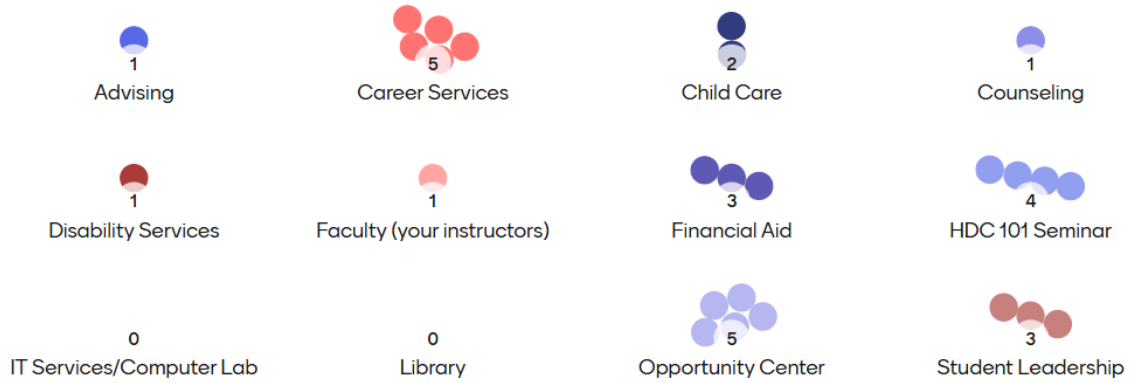 1 5 2 1
Advising Career Services Child Care Counseling
1 1 3 4
Disability Services Faculty (your instructors) Financial Aid HDC 101 Seminar
0 0 5 3
IT Services/Computer Lab Library Opportunity Center Student Leadership